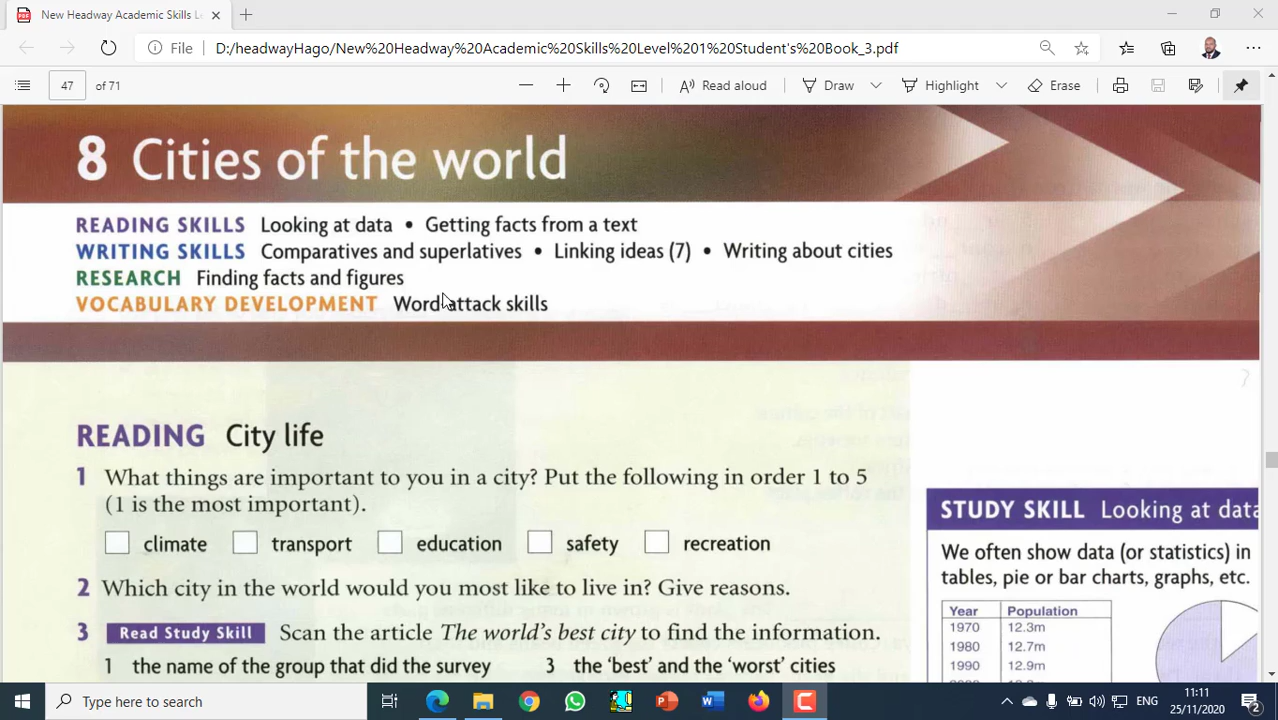 New Headway Academic Skills L
File
D:/headwayHago/New%20Headway%20Academic%20Skills%20Level%201%20Student's%20Book_3.pdf
47 of 71
Read aloud
Draw
Highlight
Erase
8 Cities of the world
READING SKILLS Looking at data • Getting facts from a text
WRITING SKILLS Comparatives and superlatives • Linking ideas (7) • Writing about cities
RESEARCH Finding facts and figures
VOCABULARY DEVELOPMENT Word attack skills
READING City life
1 What things are important to you in a city? Put the following in order 1 to 5
(1 is the most important).
climate transport education safety recreation
2 Which city in the world would you most like to live in? Give reasons.
3 Read Study Skill Scan the article The world's best city to find the information.
1 the name of the group that did the survey
3 the 'best' and the 'worst' cities
STUDY SKILL Looking at data
We often show data (or statistics) in
tables, pie or bar charts, graphs, etc.
Year Population
1970 12.3m
1980 12.7m
1990 12.9m
Type here to search
ENG
11:11
25/11/2020
2